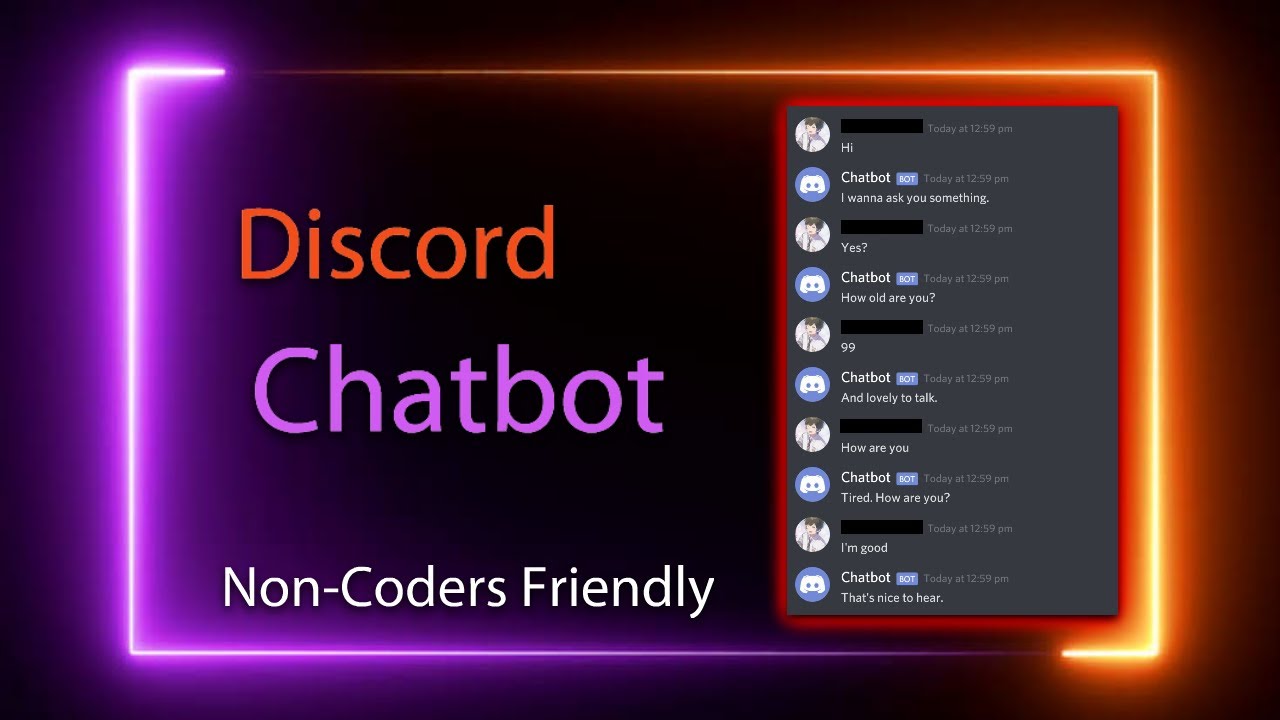 Discord
Chatbot
Non-Coders Friendly
Today at 12:59 pm
Hi
Chatbot BOT Today at 12:59 pm
I wanna ask you something.
Today at 12:59 pm
Yes?
Chatbot BOT Today at 12:59 pm
How old are you?
Today at 12:59 pm
99
Chatbot BOT Today at 12:59 pm
And lovely to talk.
Today at 12:59 pm
How are you
Chatbot BOT Today at 12:59 pm
Tired. How are you?
Today at 12:59 pm
I'm good
Chatbot BOT Today at 12:59 pm
That's nice to hear.